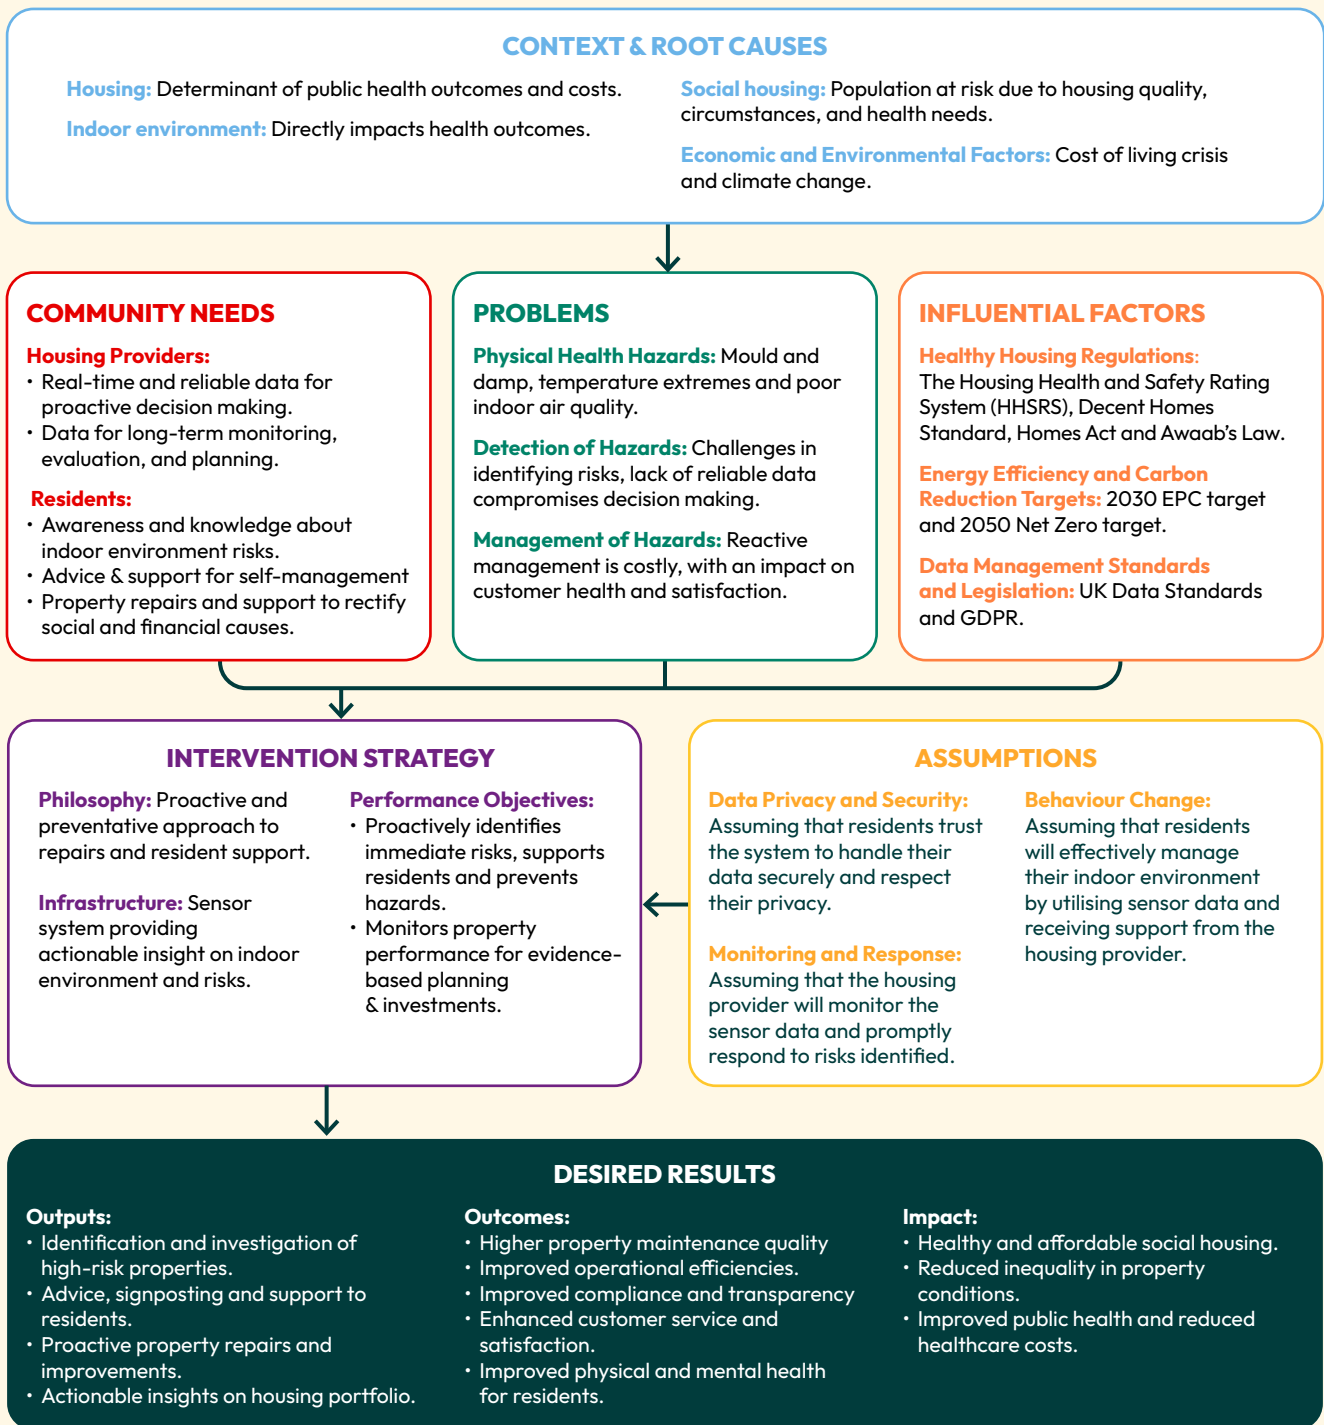 CONTEXT & ROOT CAUSES
Housing: Determinant of public health outcomes and costs.
Indoor environment: Directly impacts health outcomes.
Social housing: Population at risk due to housing quality,
circumstances, and health needs.
Economic and Environmental Factors: Cost of living crisis
and climate change.
COMMUNITY NEEDS
Housing Providers:
• Real-time and reliable data for
proactive decision making.
• Data for long-term monitoring,
evaluation, and planning.
Residents:
• Awareness and knowledge about
indoor environment risks.
• Advice & support for self-management
• Property repairs and support to rectify
social and financial causes.
PROBLEMS
Physical Health Hazards: Mould and
damp, temperature extremes and poor
indoor air quality.
Detection of Hazards: Challenges in
identifying risks, lack of reliable data
compromises decision making.
Management of Hazards: Reactive
management is costly, with an impact on
customer health and satisfaction.
INFLUENTIAL FACTORS
Healthy Housing Regulations:
The Housing Health and Safety Rating
System (HHSRS), Decent Homes
Standard, Homes Act and Awaab's Law.
Energy Efficiency and Carbon
Reduction Targets: 2030 EPC target
and 2050 Net Zero target.
Data Management Standards
and Legislation: UK Data Standards
and GDPR.
INTERVENTION STRATEGY
Philosophy: Proactive and
preventative approach to
repairs and resident support.
Infrastructure: Sensor
system providing
actionable insight on indoor
environment and risks.
Performance Objectives:
• Proactively identifies
immediate risks, supports
residents and prevents
hazards.
• Monitors property
performance for evidence-
based planning
& investments.
ASSUMPTIONS
Data Privacy and Security:
Assuming that residents trust
the system to handle their
data securely and respect
their privacy.
Monitoring and Response:
Assuming that the housing
provider will monitor the
sensor data and promptly
respond to risks identified.
Behaviour Change:
Assuming that residents
will effectively manage
their indoor environment
by utilising sensor data and
receiving support from the
housing provider.
DESIRED RESULTS
Outputs:
• Identification and investigation of
high-risk properties.
• Advice, signposting and support to
residents.
• Proactive property repairs and
improvements.
• Actionable insights on housing portfolio.
Outcomes:
• Higher property maintenance quality
• Improved operational efficiencies.
• Improved compliance and transparency
• Enhanced customer service and
satisfaction.
• Improved physical and mental health
for residents.
Impact:
• Healthy and affordable social housing.
• Reduced inequality in property
conditions.
• Improved public health and reduced
healthcare costs.